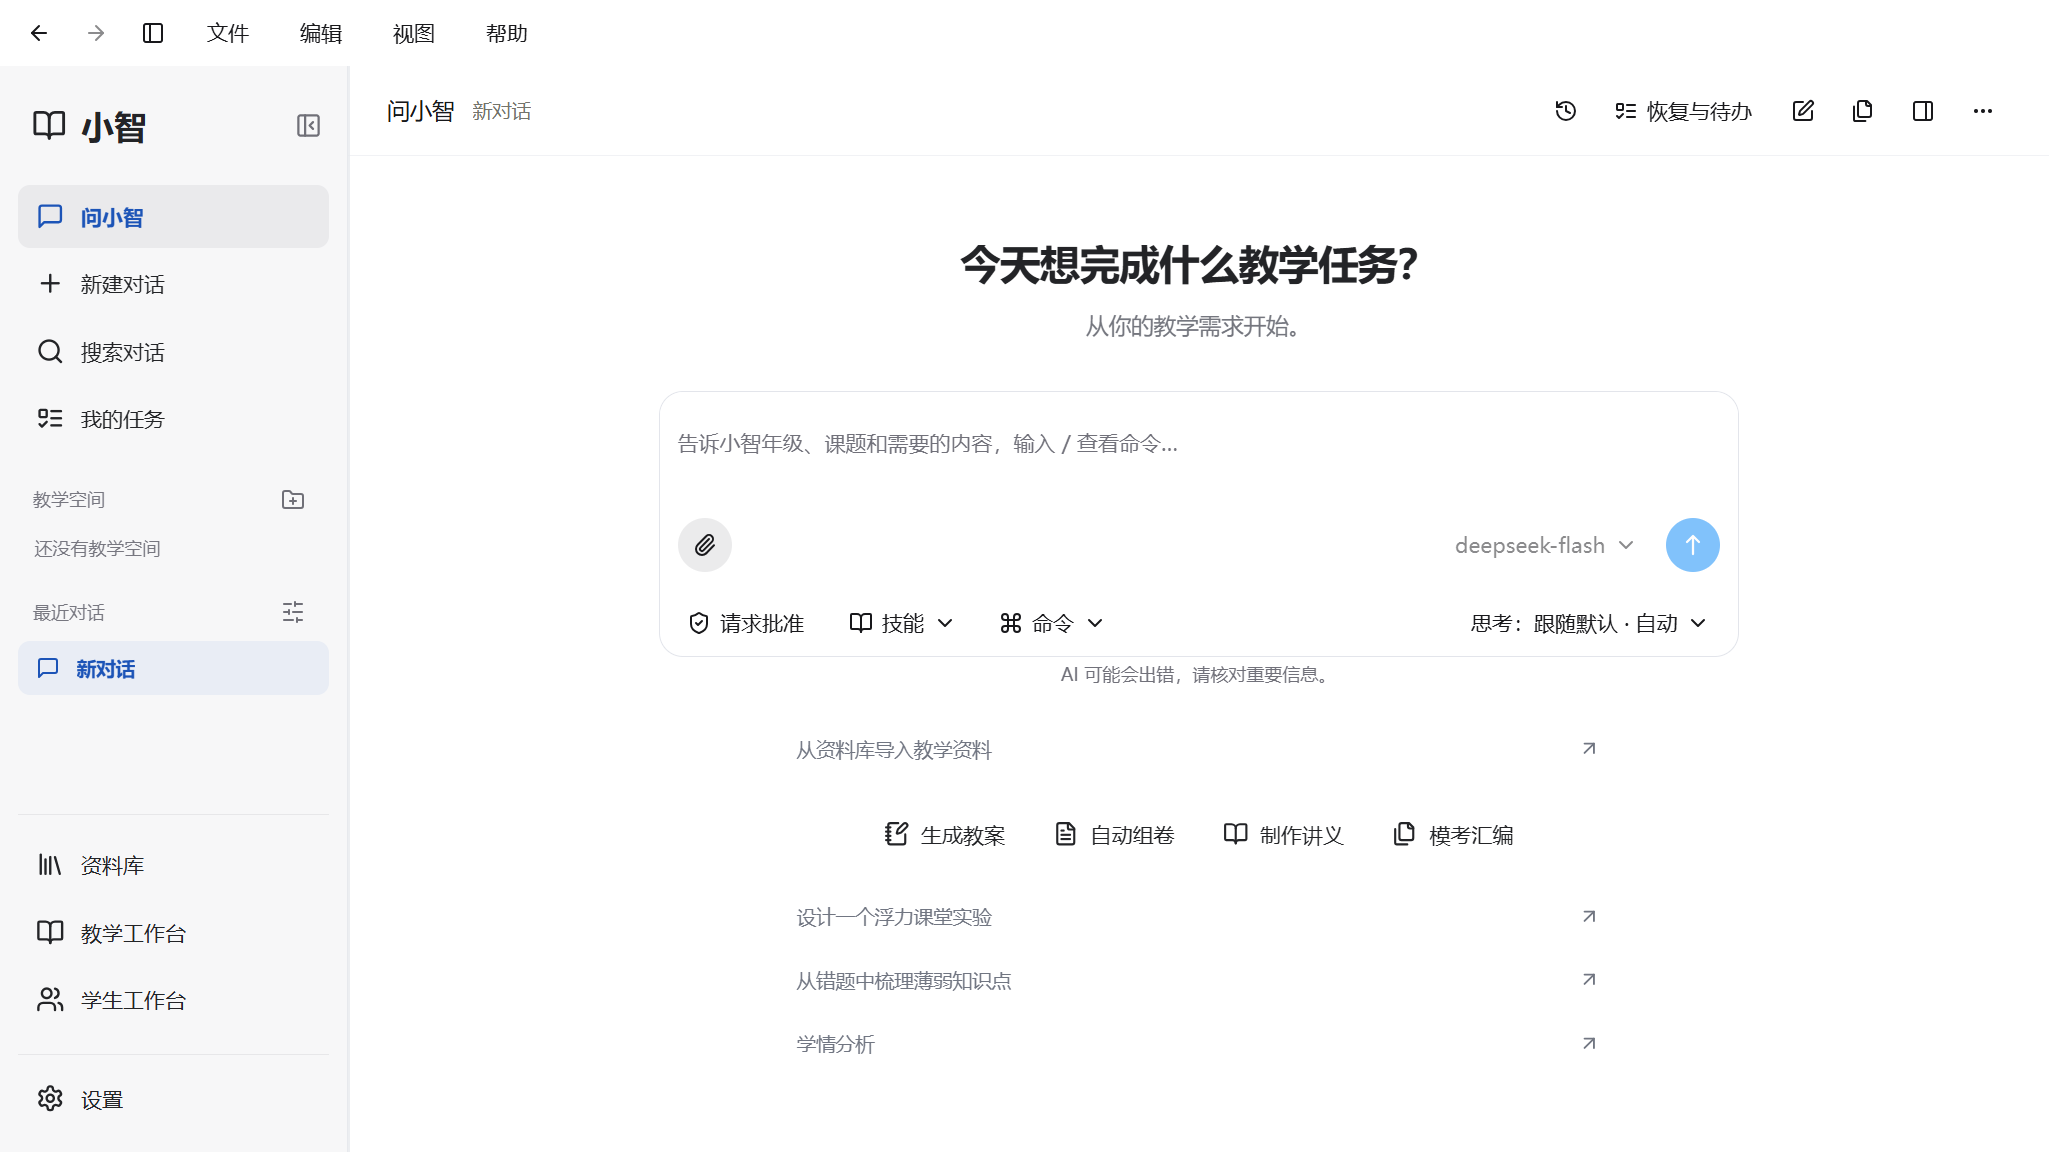 文件 编辑 视图 帮助
小智
问小智
新建对话
搜索对话
我的任务
教学空间
还没有教学空间
最近对话
新对话
资料库
教学工作台
学生工作台
设置
问小智 新对话
恢复与待办
今天想完成什么教学任务？
从你的教学需求开始。
告诉小智年级、课题和需要的内容，输入 / 查看命令...
deepseek-flash
请求批准 技能 命令 思考：跟随默认 · 自动
AI 可能会出错，请核对重要信息。
从资料库导入教学资料
生成教案 自动组卷 制作讲义 模考汇编
设计一个浮力课堂实验
从错题中梳理薄弱知识点
学情分析